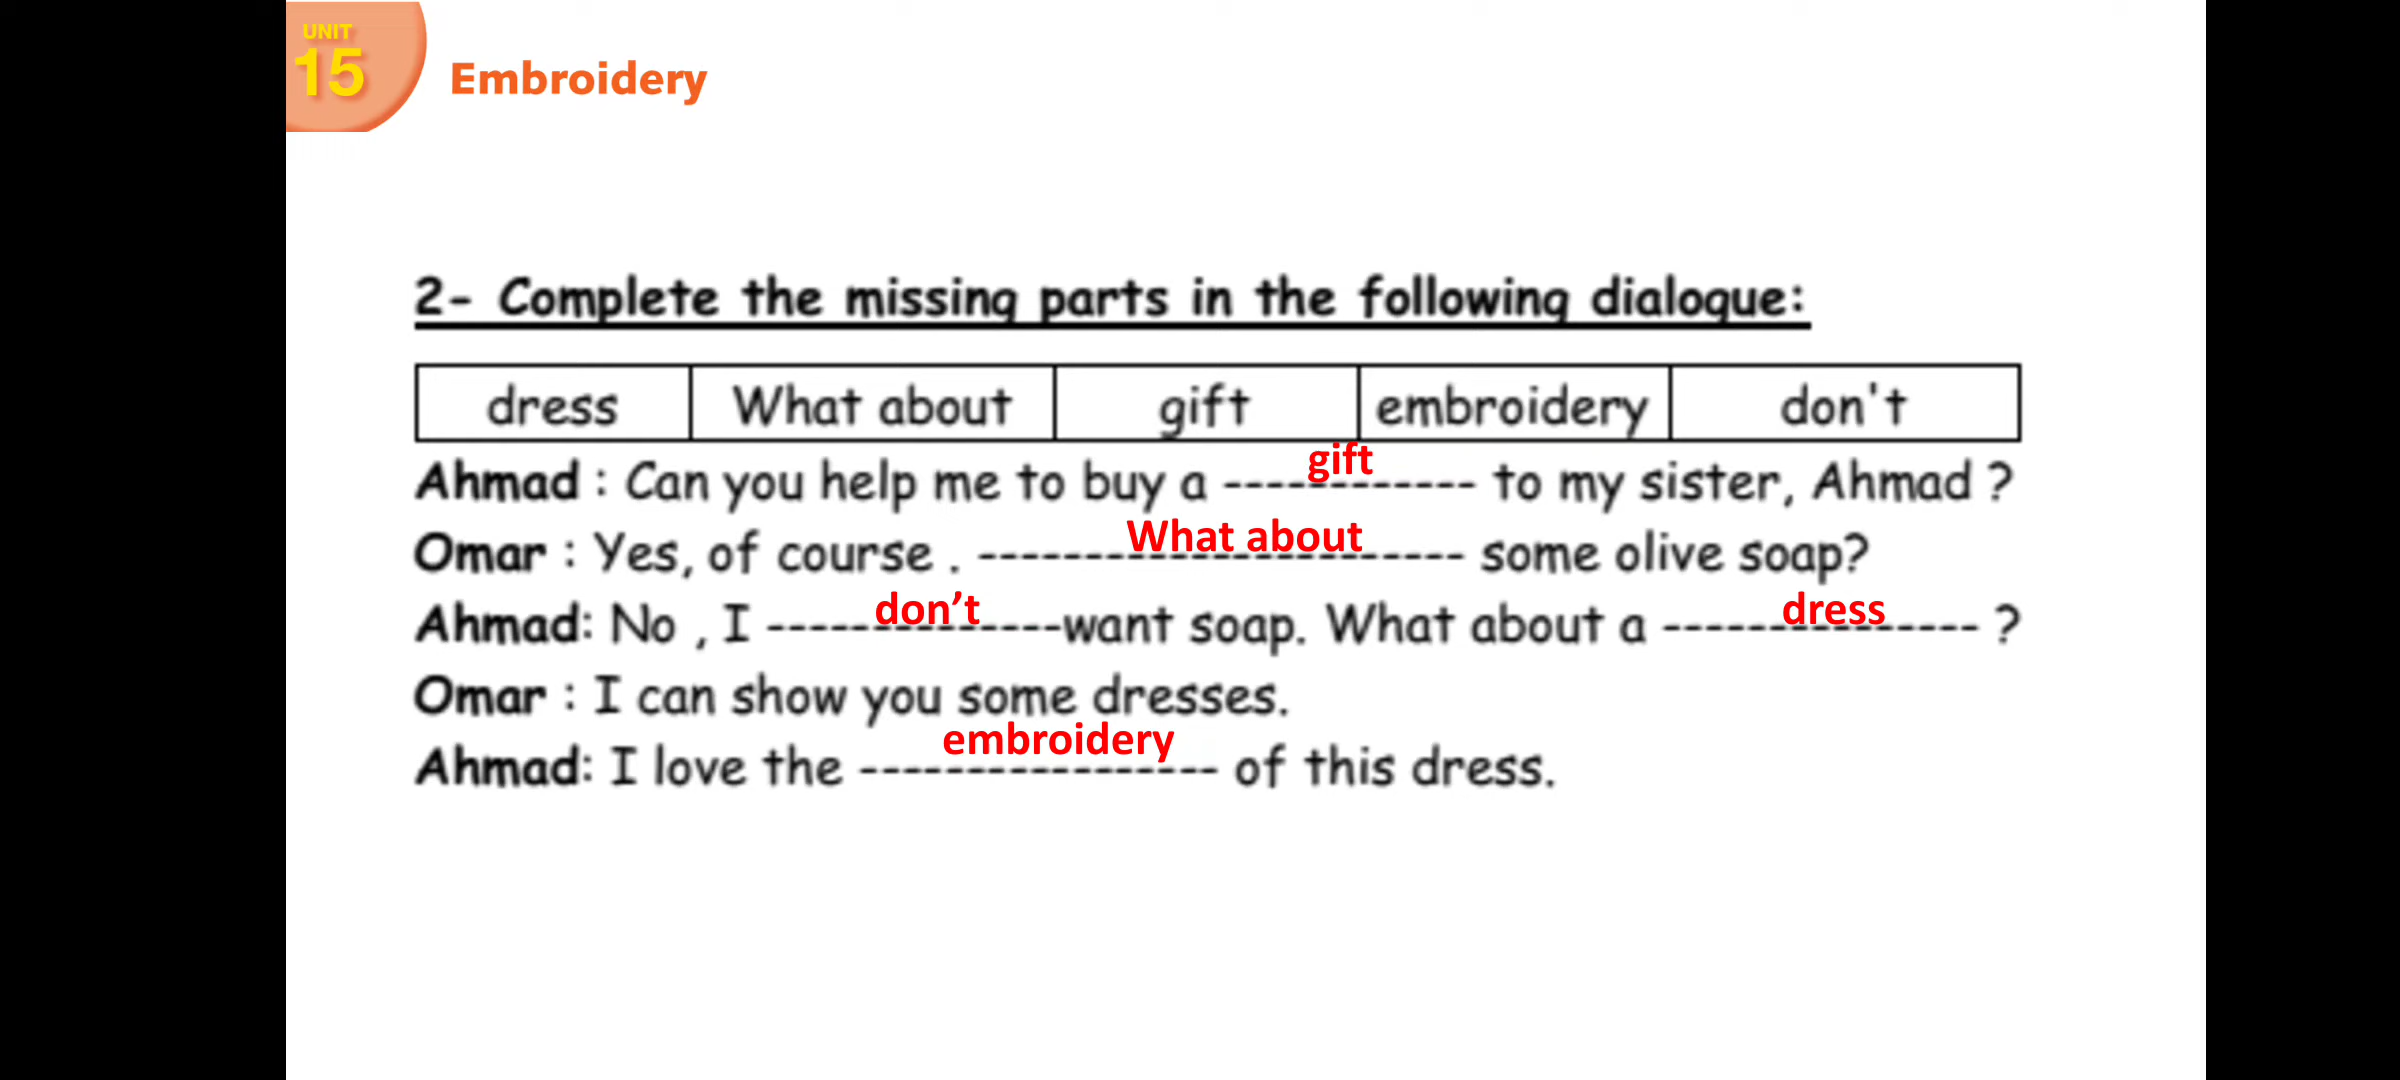 UNIT
15
Embroidery
2- Complete the missing parts in the following dialogue:
dress What about gift embroidery don't
Ahmad : Can you help me to buy a ------------ to my sister, Ahmad ?
gift
Omar : Yes, of course . ----------------------- some olive soap?
What about
Ahmad: No , I --------------want soap. What about a --------------- ?
don’t dress
Omar : I can show you some dresses.
Ahmad: I love the ----------------- of this dress.
embroidery